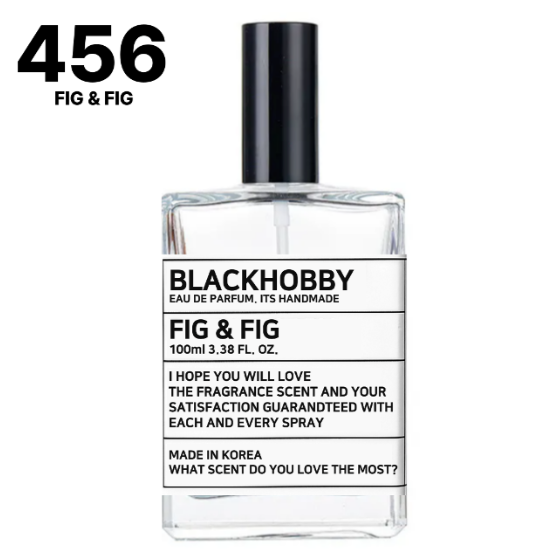 456
FIG & FIG
BLACKHOBBY
EAU DE PARFUM, ITS HANDMADE
FIG & FIG
100ml 3.38 FL. OZ.
I HOPE YOU WILL LOVE
THE FRAGRANCE SCENT AND YOUR
SATISFACTION GUARANDTEED WITH
EACH AND EVERY SPRAY
MADE IN KOREA
WHAT SCENT DO YOU LOVE THE MOST?